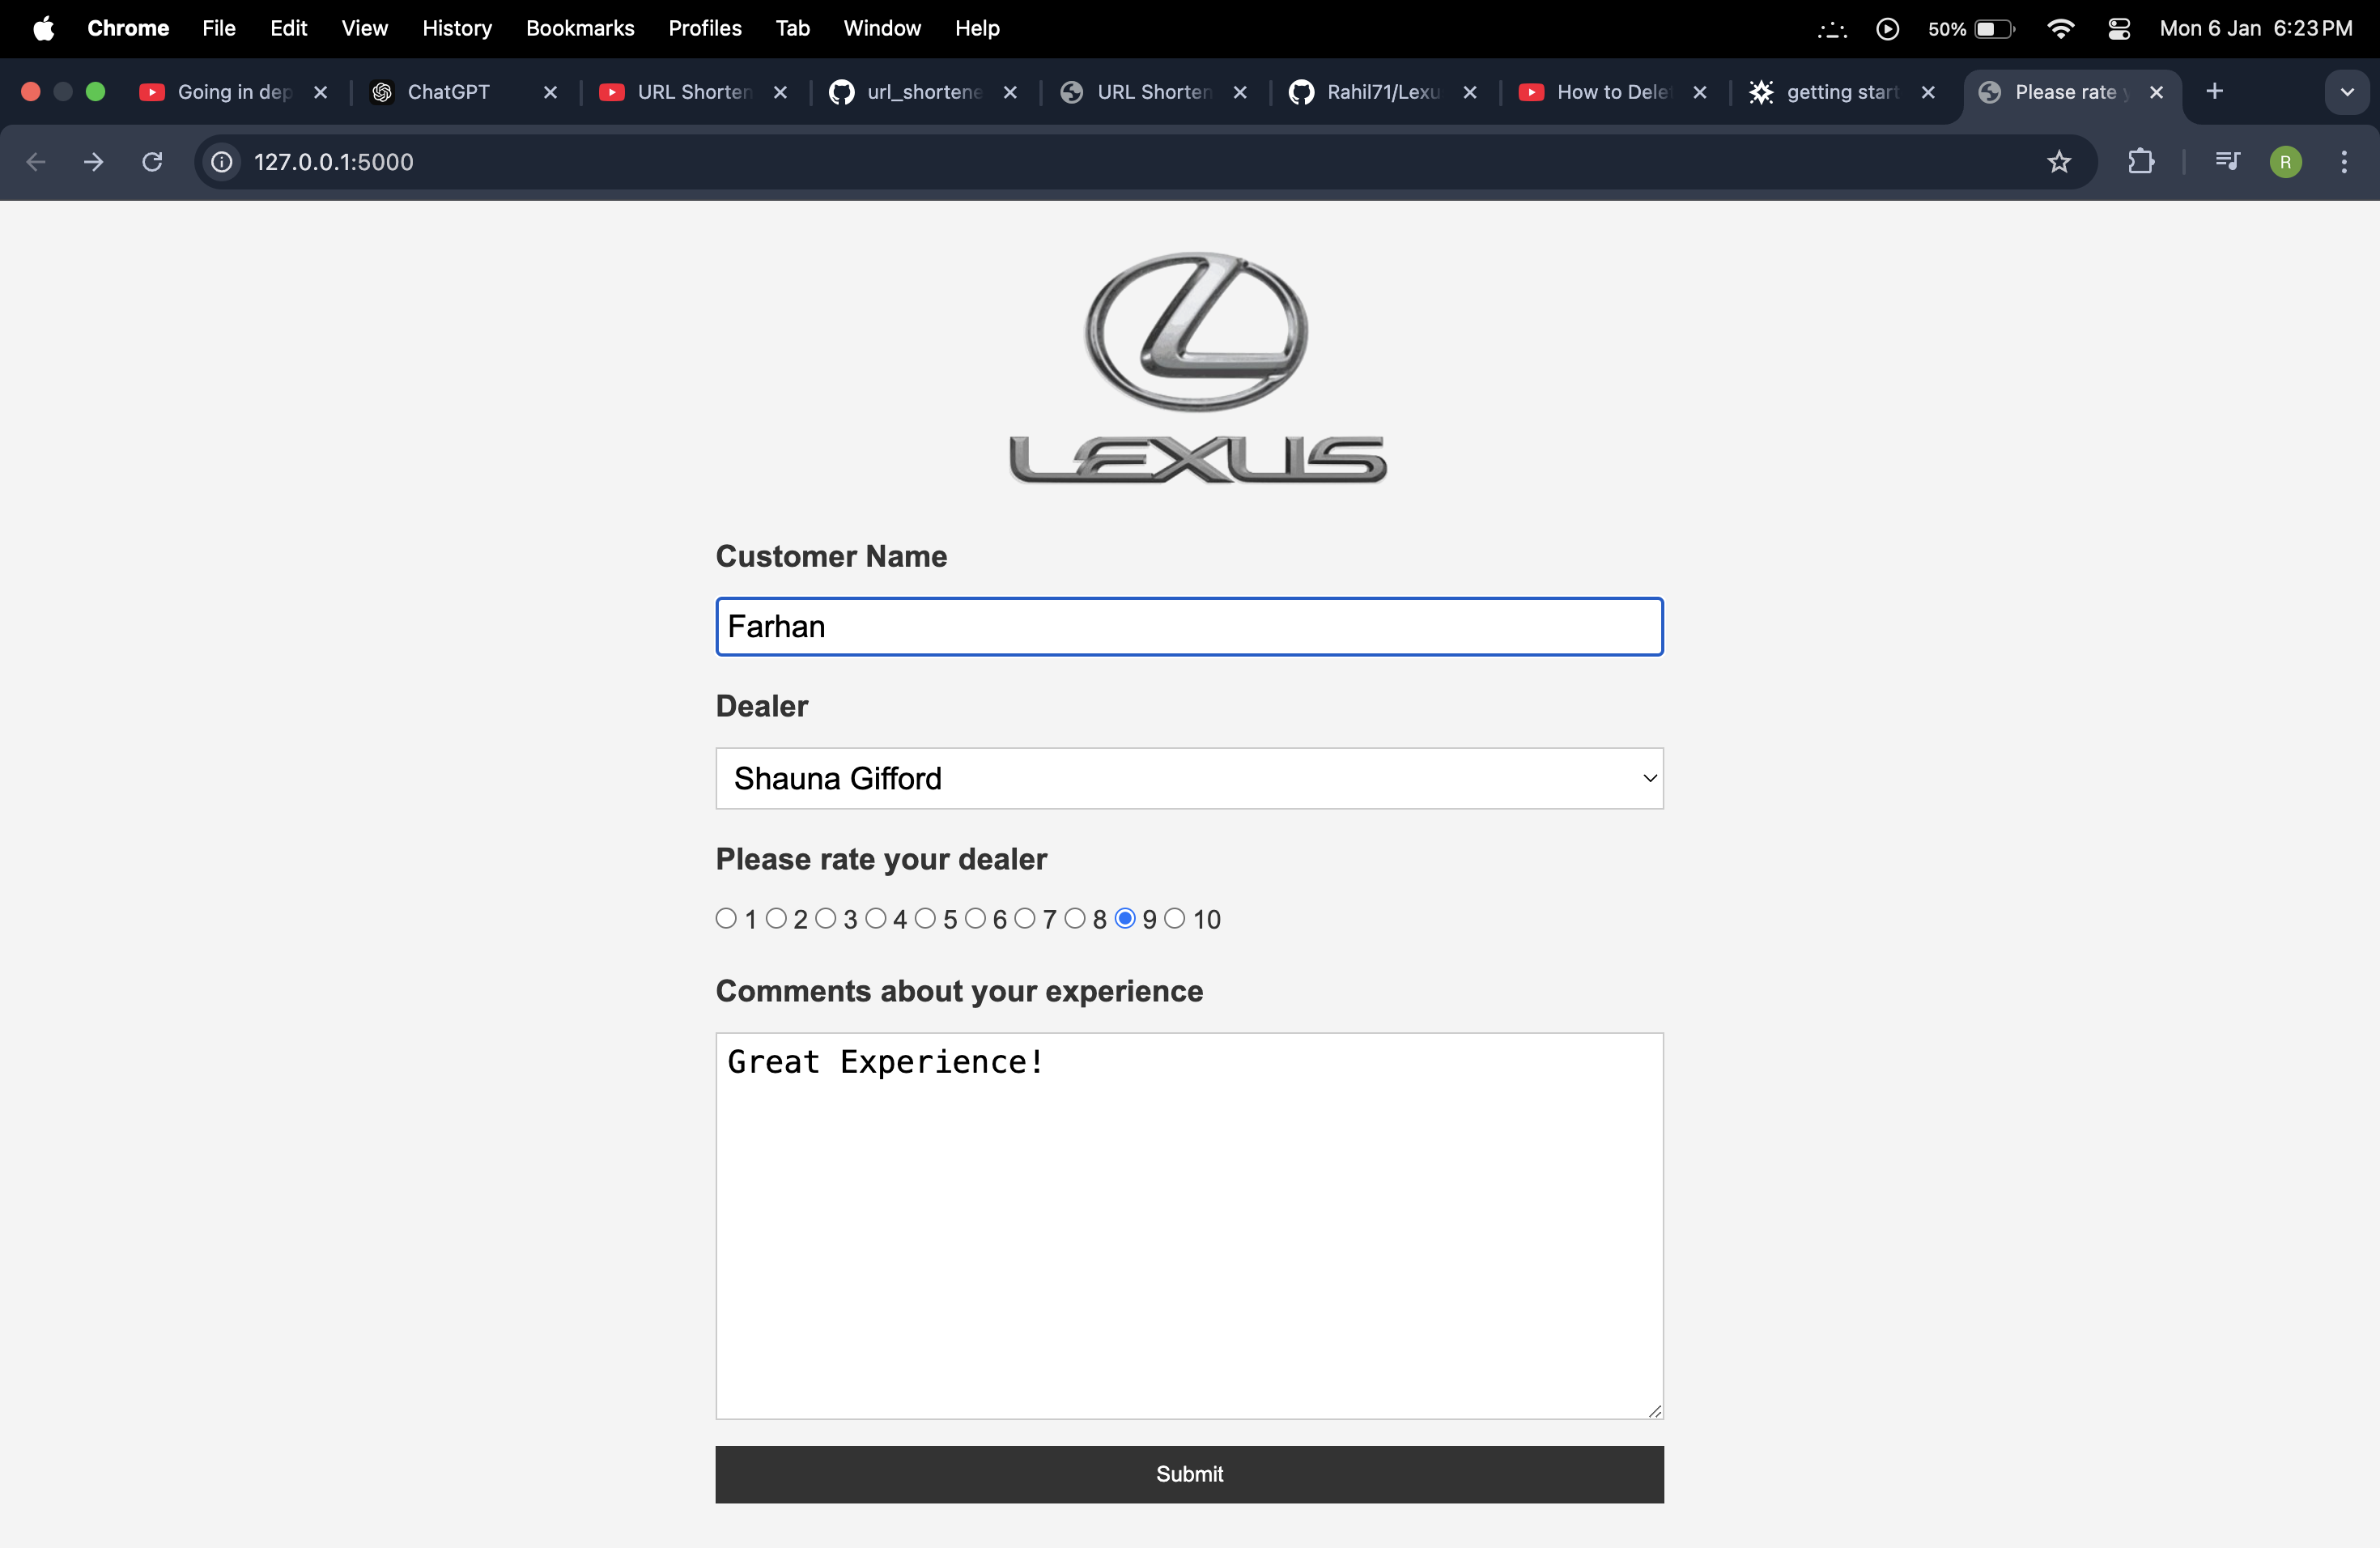 Chrome File Edit View History Bookmarks Profiles Tab Window Help 50% Mon 6 Jan 6:23 PM
Going in dep ChatGPT URL Shorten url_shortene URL Shorten Rahil71/Lexu How to Delet getting start Please rate y
127.0.0.1:5000 R
LEXUS
Customer Name
Farhan
Dealer
Shauna Gifford
Please rate your dealer
1 2 3 4 5 6 7 8 9 10
Comments about your experience
Great Experience!
Submit